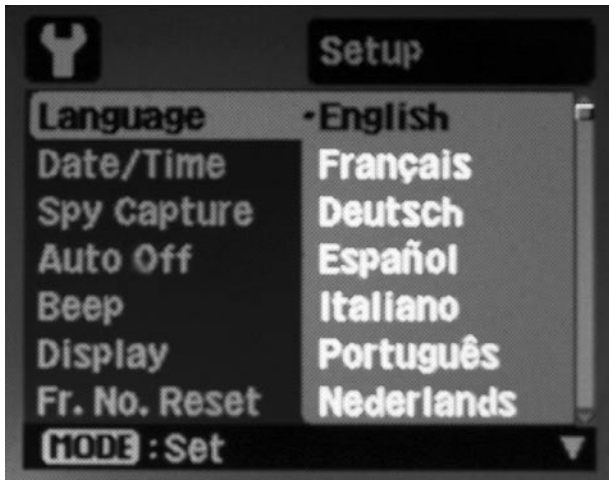 Setup
Language ·English
Date/Time Français
Spy Capture Deutsch
Auto Off Español
Beep Italiano
Display Português
Fr. No. Reset Nederlands
MODE :Set